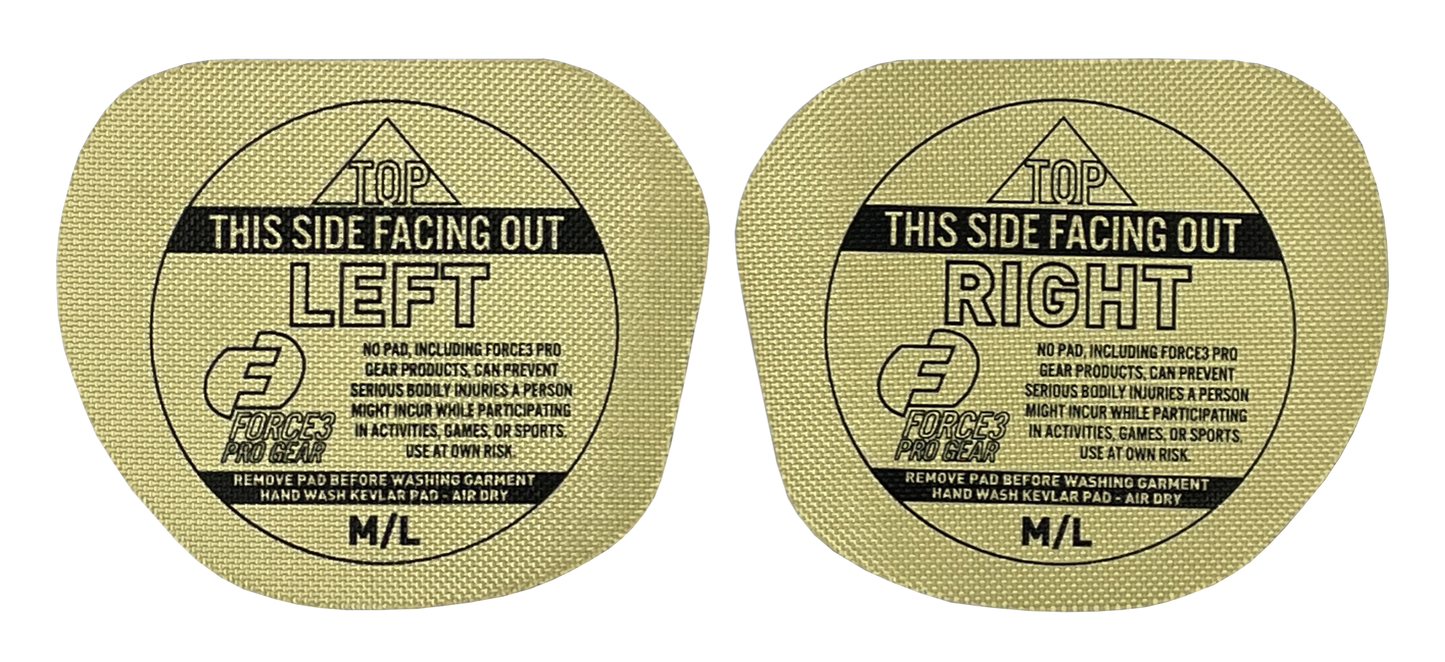 TOP
THIS SIDE FACING OUT
LEFT
NO PAD, INCLUDING FORCE3 PRO
GEAR PRODUCTS, CAN PREVENT
SERIOUS BODILY INJURIES A PERSON
MIGHT INCUR WHILE PARTICIPATING
IN ACTIVITIES, GAMES, OR SPORTS.
USE AT OWN RISK.
FORCE3
PRO GEAR
REMOVE PAD BEFORE WASHING GARMENT
HAND WASH KEVLAR PAD - AIR DRY
M/L
TOP
THIS SIDE FACING OUT
RIGHT
NO PAD, INCLUDING FORCE3 PRO
GEAR PRODUCTS, CAN PREVENT
SERIOUS BODILY INJURIES A PERSON
MIGHT INCUR WHILE PARTICIPATING
IN ACTIVITIES, GAMES, OR SPORTS.
USE AT OWN RISK.
FORCE3
PRO GEAR
REMOVE PAD BEFORE WASHING GARMENT
HAND WASH KEVLAR PAD - AIR DRY
M/L